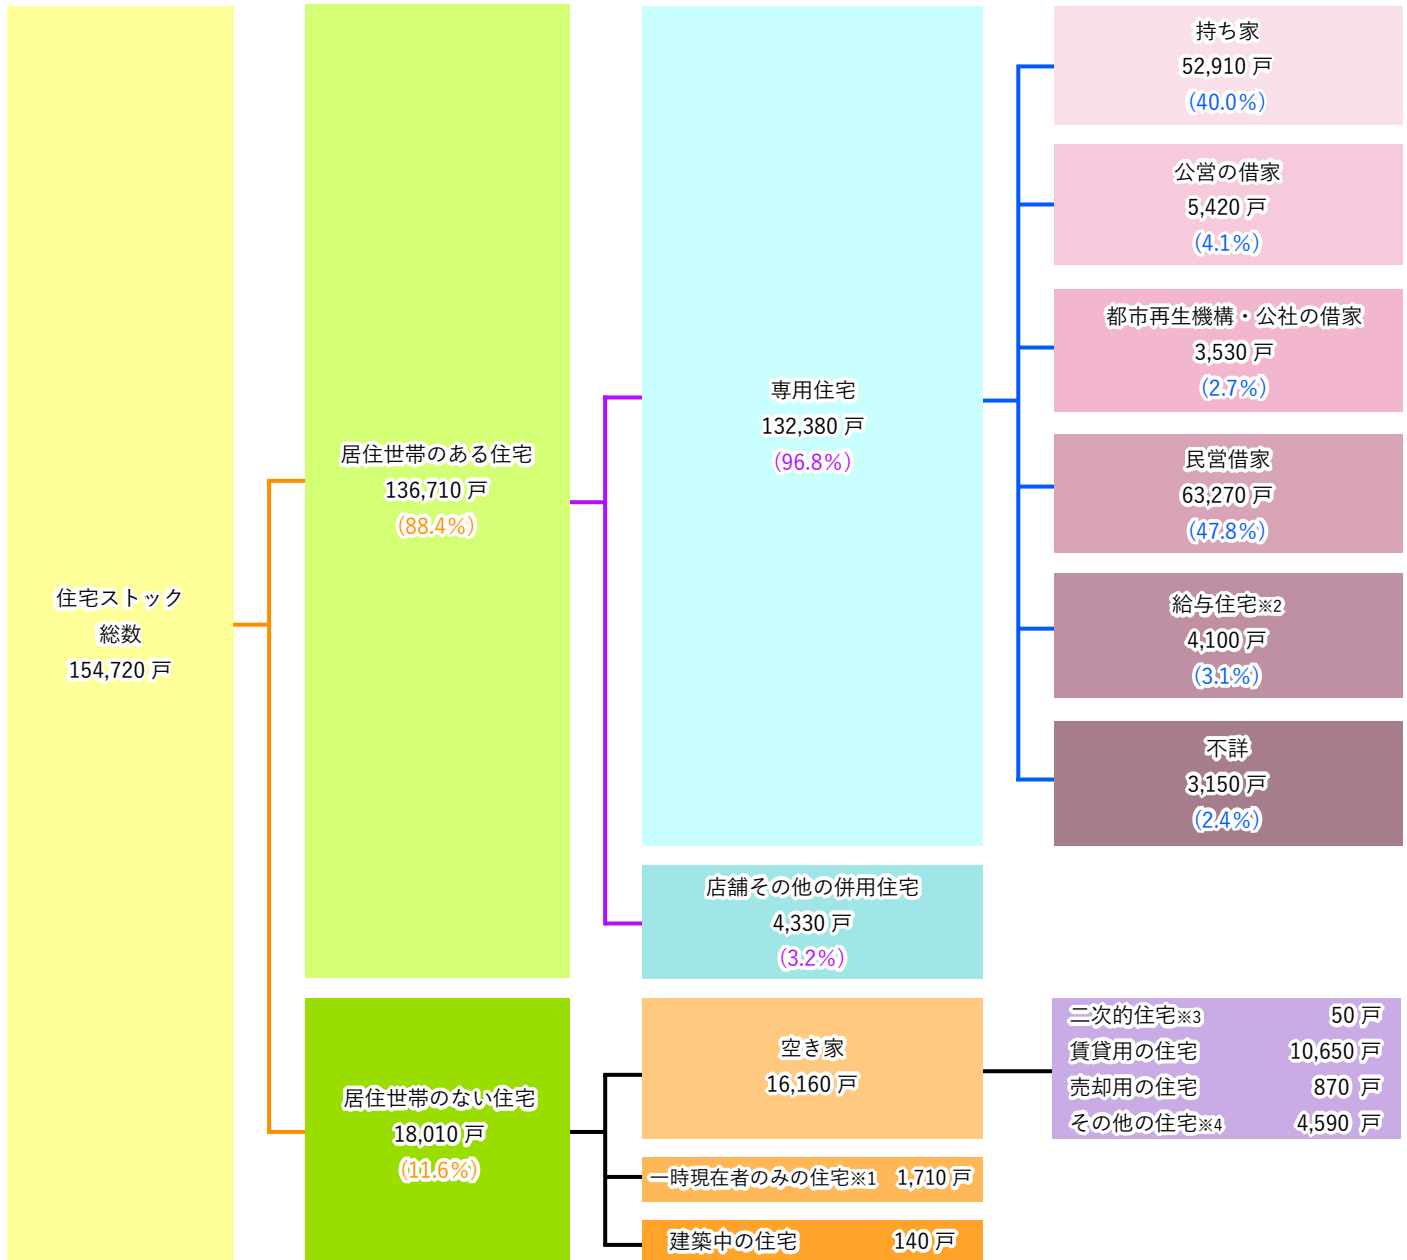 住宅ストック
総数
154,720 戸
居住世帯のある住宅
136,710 戸
(88.4%)
専用住宅
132,380 戸
(96.8%)
持ち家
52,910 戸
(40.0%)
公営の借家
5,420 戸
(4.1%)
都市再生機構・公社の借家
3,530 戸
(2.7%)
民営借家
63,270 戸
(47.8%)
給与住宅※2
4,100 戸
(3.1%)
不詳
3,150 戸
(2.4%)
店舗その他の併用住宅
4,330 戸
(3.2%)
居住世帯のない住宅
18,010 戸
(11.6%)
空き家
16,160 戸
二次的住宅※3 50 戸
賃貸用の住宅 10,650 戸
売却用の住宅 870 戸
その他の住宅※4 4,590 戸
一時現在者のみの住宅※1 1,710 戸
建築中の住宅 140 戸